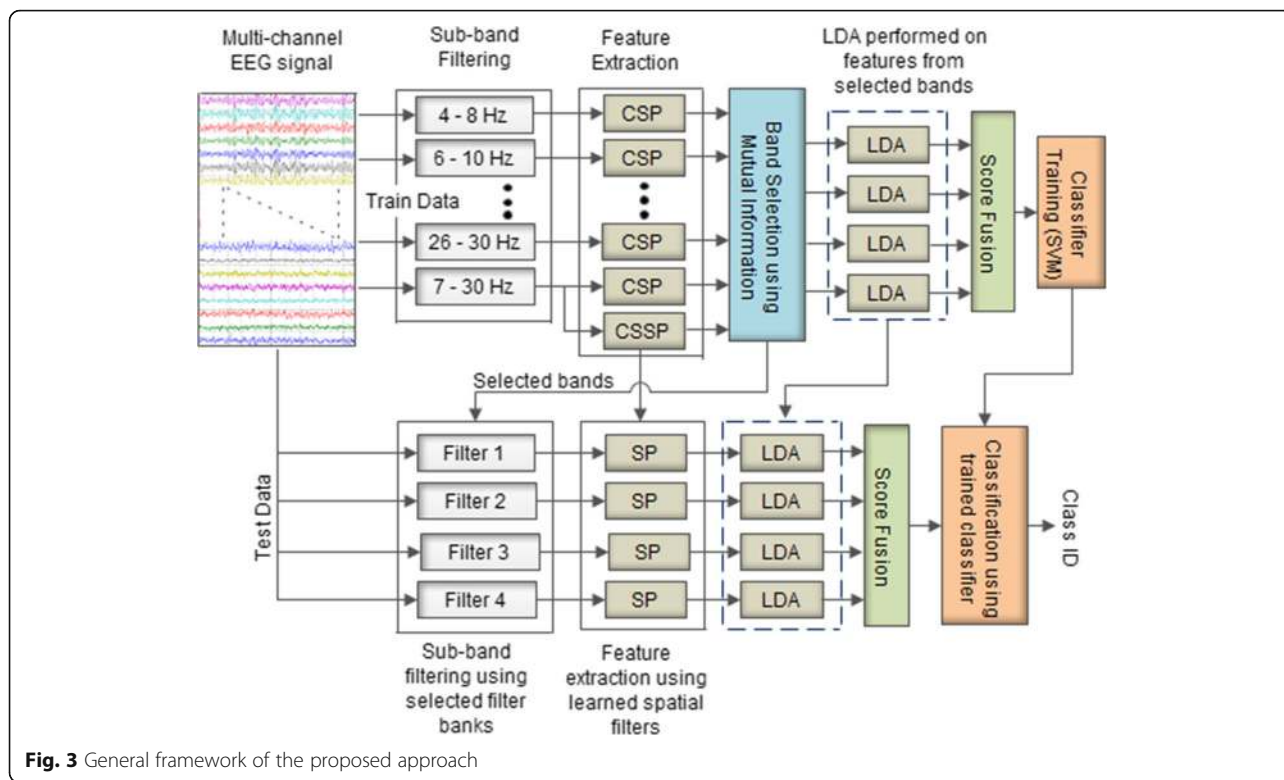 Multi-channel
EEG signal
Sub-band
Filtering
Feature
Extraction
LDA performed on
features from
selected bands
4 - 8 Hz
6 - 10 Hz
Train Data
26 - 30 Hz
7 - 30 Hz
CSP
CSP
CSP
CSP
CSSP
Band Selection using
Mutual Information
LDA
LDA
LDA
LDA
Score Fusion
Classifier
Training (SVM)
Selected bands
Test Data
Filter 1
Filter 2
Filter 3
Filter 4
SP
SP
SP
SP
LDA
LDA
LDA
LDA
Score Fusion
Classification using
trained classifier
Class ID
Sub-band
filtering using
selected filter
banks
Feature
extraction using
learned spatial
filters
Fig. 3 General framework of the proposed approach